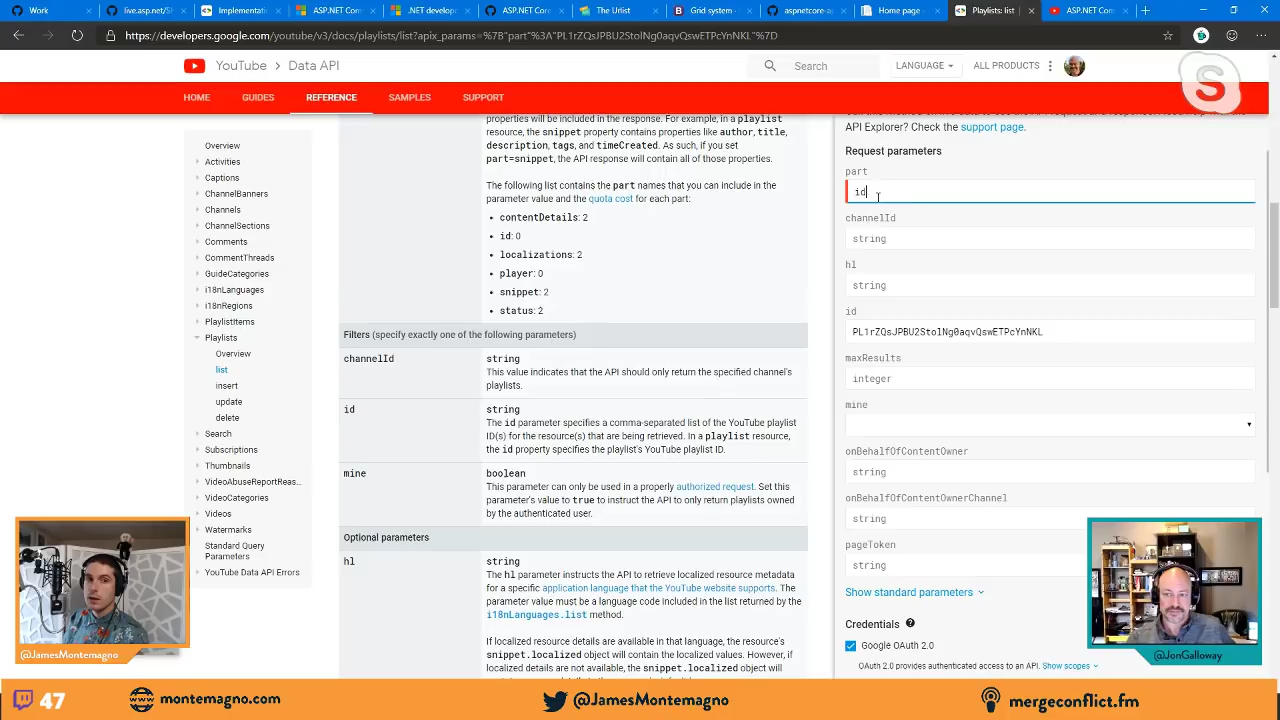 Work
live.asp.net/Sh
Implementatio
ASP.NET Comr
.NET develop
ASP.NET Core
The Urlist
Grid system ·
aspnetcore-ap
Home page -
Playlists: list
ASP.NET Com
https://developers.google.com/youtube/v3/docs/playlists/list?apix_params=%7B"part"%3A"PL1rZQsJPBU2StolNg0aqvQswETPcYnNKL"%7D
YouTube > Data API
Search
LANGUAGE
ALL PRODUCTS
HOME
GUIDES
REFERENCE
SAMPLES
SUPPORT
Overview
Activities
Captions
ChannelBanners
Channels
ChannelSections
Comments
CommentThreads
GuideCategories
i18nLanguages
i18nRegions
PlaylistItems
Playlists
Overview
list
insert
update
delete
Search
Subscriptions
Thumbnails
VideoAbuseReportReas...
VideoCategories
Videos
Watermarks
Standard Query
Parameters
YouTube Data API Errors
properties will be included in the response. For example, in a playlist
resource, the snippet property contains properties like author, title,
description, tags, and timeCreated. As such, if you set
part=snippet, the API response will contain all of those properties.
The following list contains the part names that you can include in the
parameter value and the quota cost for each part:
• contentDetails: 2
• id: 0
• localizations: 2
• player: 0
• snippet: 2
• status: 2
Filters (specify exactly one of the following parameters)
channelId
string
This value indicates that the API should only return the specified channel's
playlists.
id
string
The id parameter specifies a comma-separated list of the YouTube playlist
ID(s) for the resource(s) that are being retrieved. In a playlist resource,
the id property specifies the playlist's YouTube playlist ID.
mine
boolean
This parameter can only be used in a properly authorized request. Set this
parameter's value to true to instruct the API to only return playlists owned
by the authenticated user.
Optional parameters
hl
string
The hl parameter instructs the API to retrieve localized resource metadata
for a specific application language that the YouTube website supports. The
parameter value must be a language code included in the list returned by the
i18nLanguages.list method.
If localized resource details are available in that language, the resource's
snippet.localized object will contain the localized values. However, if
localized details are not available, the snippet.localized object will
API Explorer? Check the support page.
Request parameters
part
id
channelId
string
hl
string
id
PL1rZQsJPBU2StolNg0aqvQswETPcYnNKL
maxResults
integer
mine
onBehalfOfContentOwner
string
onBehalfOfContentOwnerChannel
string
pageToken
string
Show standard parameters
Credentials
Google OAuth 2.0
OAuth 2.0 provides authenticated access to an API. Show scopes
S
@JamesMontemagno
@JonGalloway
47
montemagno.com
@JamesMontemagno
mergeconflict.fm